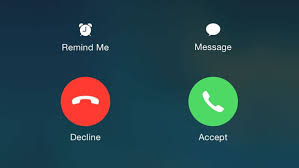 Remind Me
Message
Decline
Accept